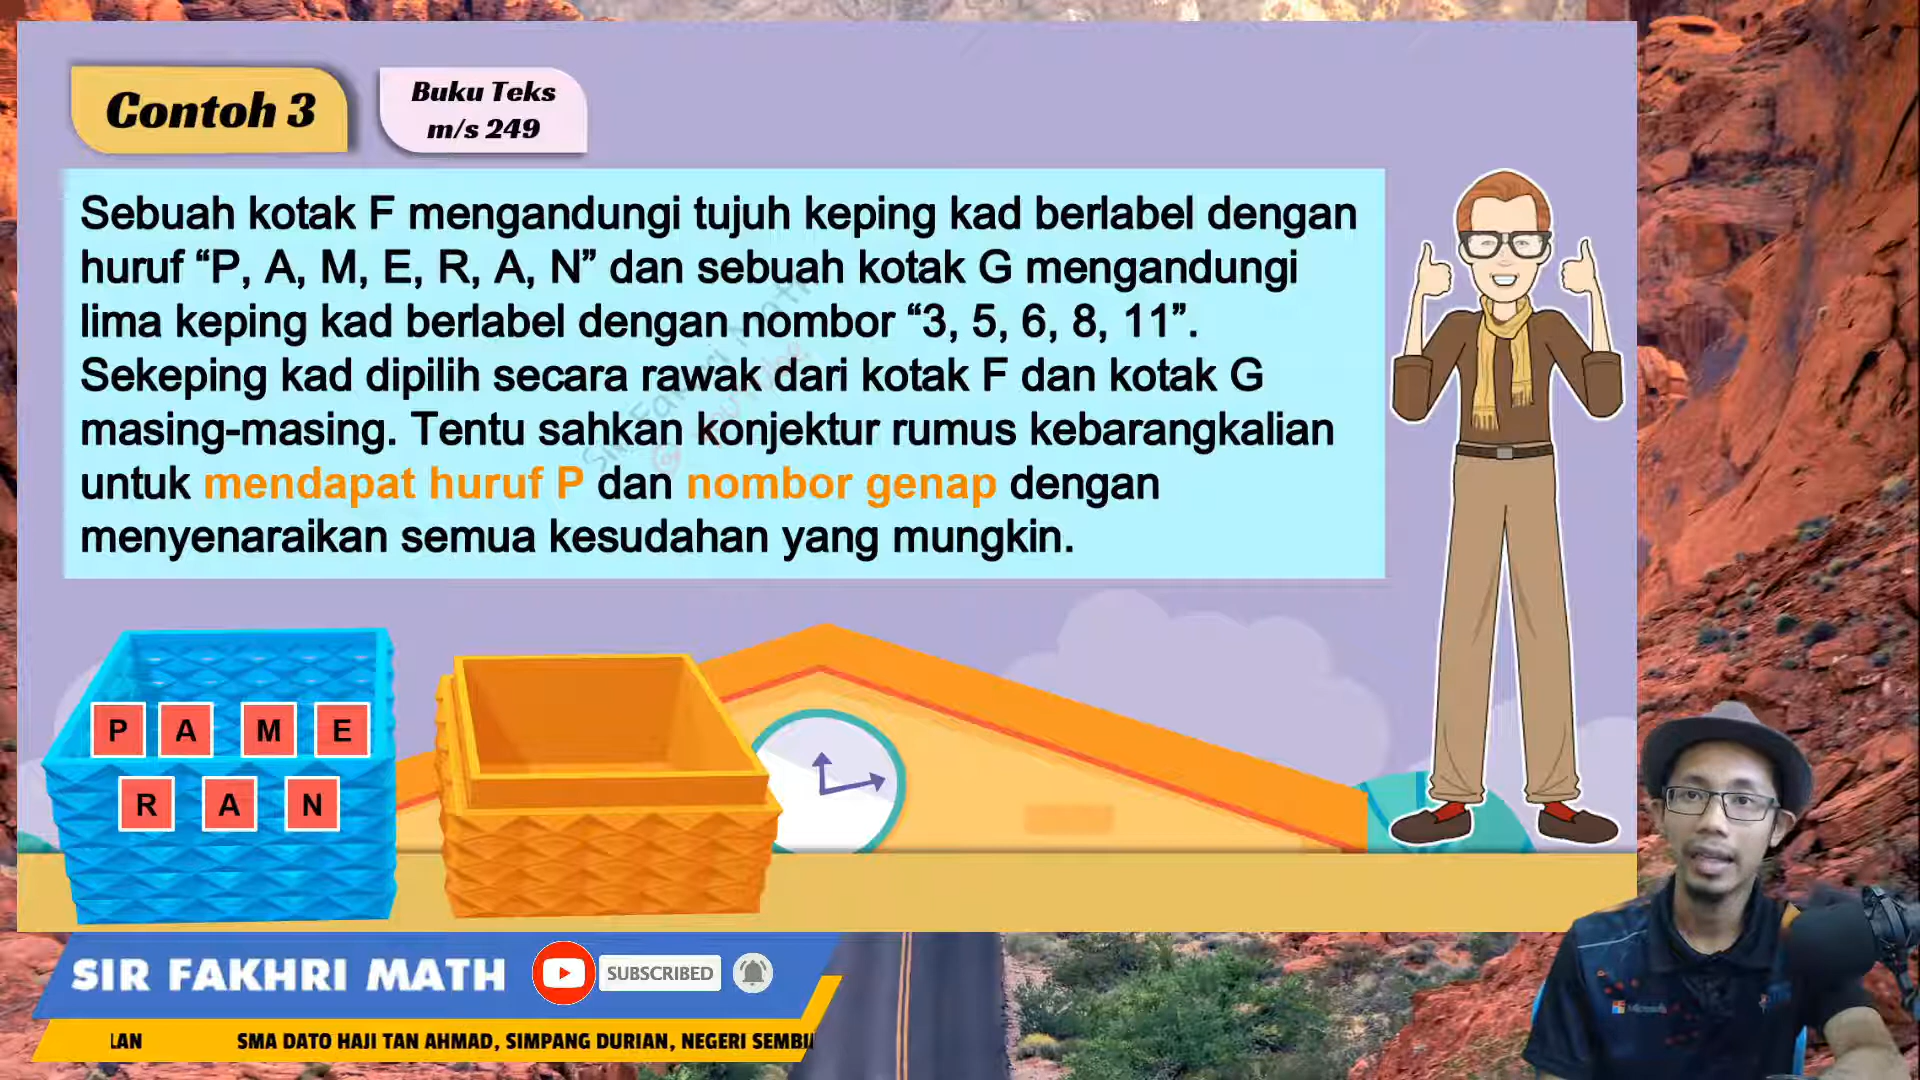 Contoh 3
Buku Teks
m/s 249
Sebuah kotak F mengandungi tujuh keping kad berlabel dengan
huruf “P, A, M, E, R, A, N” dan sebuah kotak G mengandungi
lima keping kad berlabel dengan nombor “3, 5, 6, 8, 11”.
Sekeping kad dipilih secara rawak dari kotak F dan kotak G
masing-masing. Tentu sahkan konjektur rumus kebarangkalian
untuk mendapat huruf P dan nombor genap dengan
menyenaraikan semua kesudahan yang mungkin.
P A M E
R A N
SIR FAKHRI MATH
SUBSCRIBED
LAN SMA DATO HAJI TAN AHMAD, SIMPANG DURIAN, NEGERI SEMBIL
Microsoft